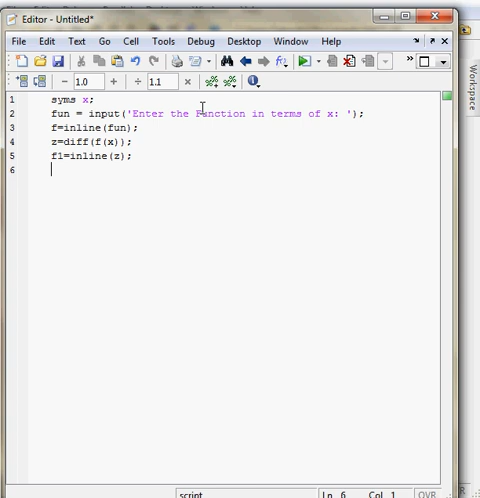 Editor - Untitled*
File Edit Text Go Cell Tools Debug Desktop Window Help
1.0 1.1
1 syms x;
2 fun = input('Enter the Function in terms of x: ');
3 f=inline(fun);
4 z=diff(f(x));
5 f1=inline(z);
6
Workspace
script Ln 6 Col 1 OVR